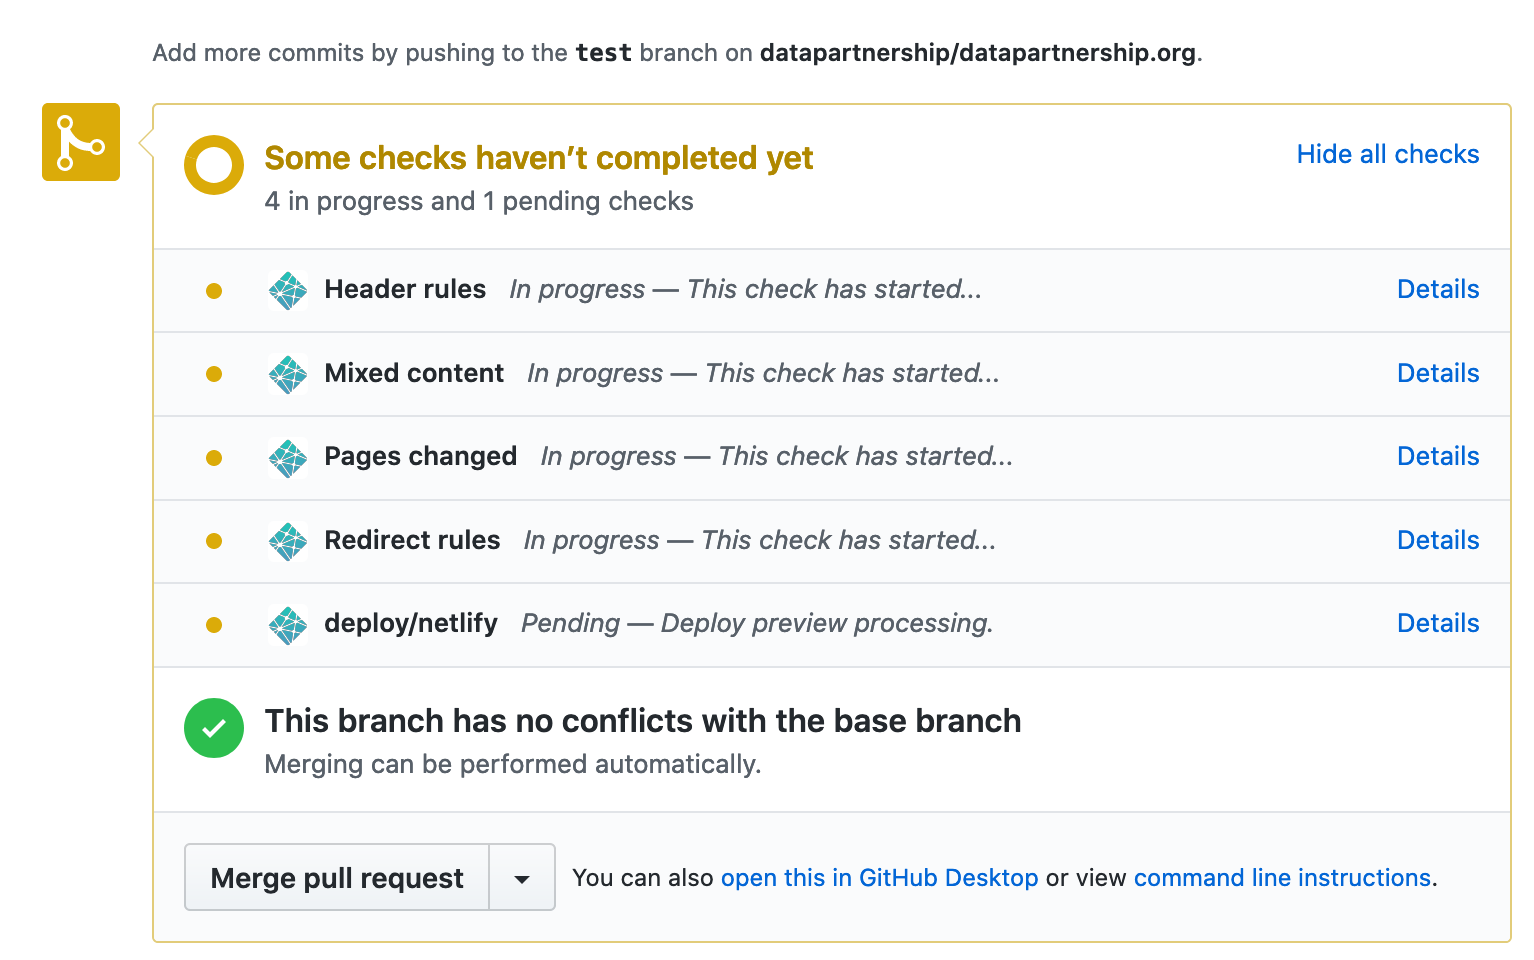 Add more commits by pushing to the test branch on datapartnership/datapartnership.org.
Some checks haven’t completed yet
Hide all checks
4 in progress and 1 pending checks
Header rules In progress — This check has started... Details
Mixed content In progress — This check has started... Details
Pages changed In progress — This check has started... Details
Redirect rules In progress — This check has started... Details
deploy/netlify Pending — Deploy preview processing. Details
This branch has no conflicts with the base branch
Merging can be performed automatically.
Merge pull request You can also open this in GitHub Desktop or view command line instructions.